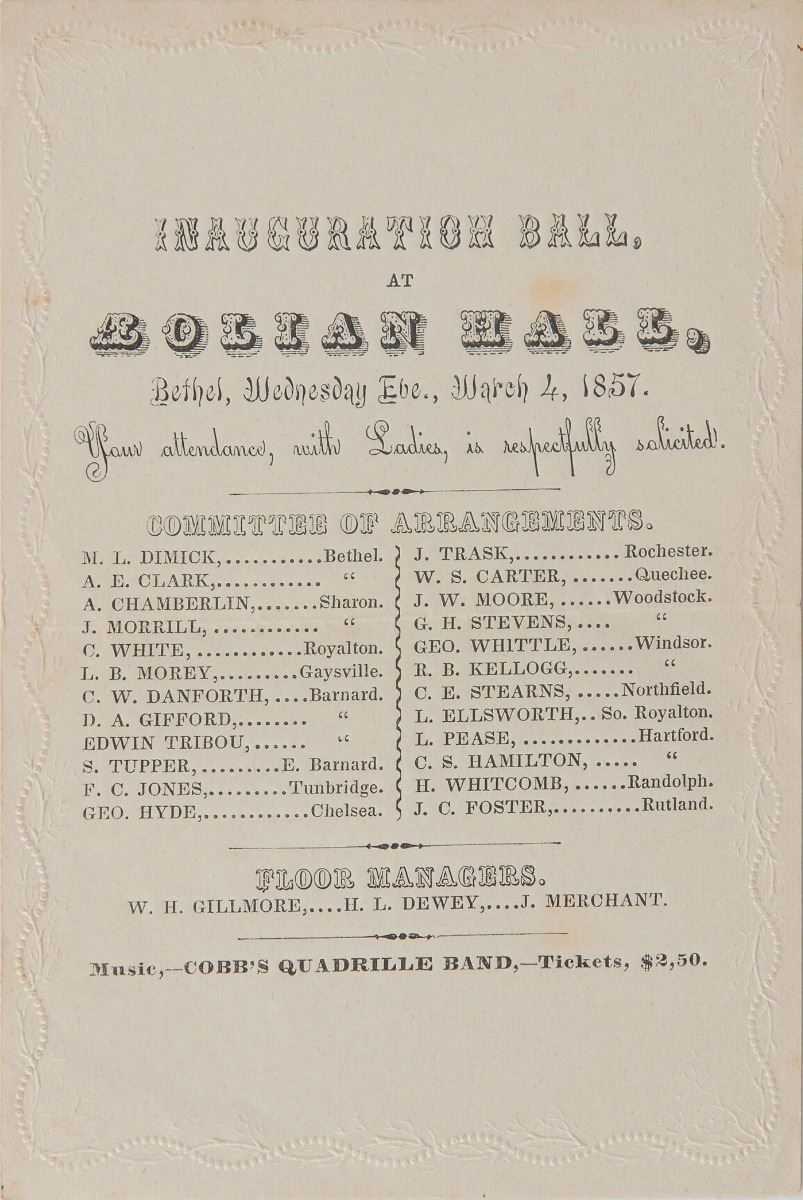 INAUGURATION BALL,
AT
ÆOLIAN HALL,
Bethel, Wednesday Eve., March 4, 1857.
Your attendance, with Ladies, is respectfully solicited.
COMMITTEE OF ARRANGEMENTS.
M. L. DIMICK,...........Bethel.
A. E. CLARK,............ “
A. CHAMBERLIN,.......Sharon.
J. MORRILL, ............ “
C. WHITE, ............Royalton.
L. B. MOREY,.........Gaysville.
C. W. DANFORTH, ....Barnard.
D. A. GIFFORD,........ “
EDWIN TRIBOU,...... “
S. TUPPER,.........E. Barnard.
F. C. JONES,.........Tunbridge.
GEO. HYDE,............Chelsea.
J. TRASK,............ Rochester.
W. S. CARTER, .......Quechee.
J. W. MOORE, ......Woodstock.
G. H. STEVENS, .... “
GEO. WHITTLE, ......Windsor.
R. B. KELLOGG,....... “
C. E. STEARNS, .....Northfield.
L. ELLSWORTH,.. So. Royalton.
L. PEASE, .............Hartford.
C. S. HAMILTON, ..... “
H. WHITCOMB, ......Randolph.
J. C. FOSTER,..........Rutland.
FLOOR MANAGERS.
W. H. GILLMORE,....H. L. DEWEY,....J. MERCHANT.
Music,—COBB'S QUADRILLE BAND,—Tickets, $2,50.